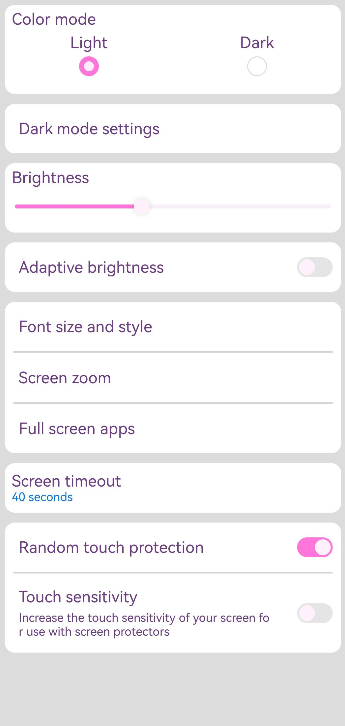 Color mode
Light
Dark
Dark mode settings
Brightness
Adaptive brightness
Font size and style
Screen zoom
Full screen apps
Screen timeout
40 seconds
Random touch protection
Touch sensitivity
Increase the touch sensitivity of your screen fo
r use with screen protectors